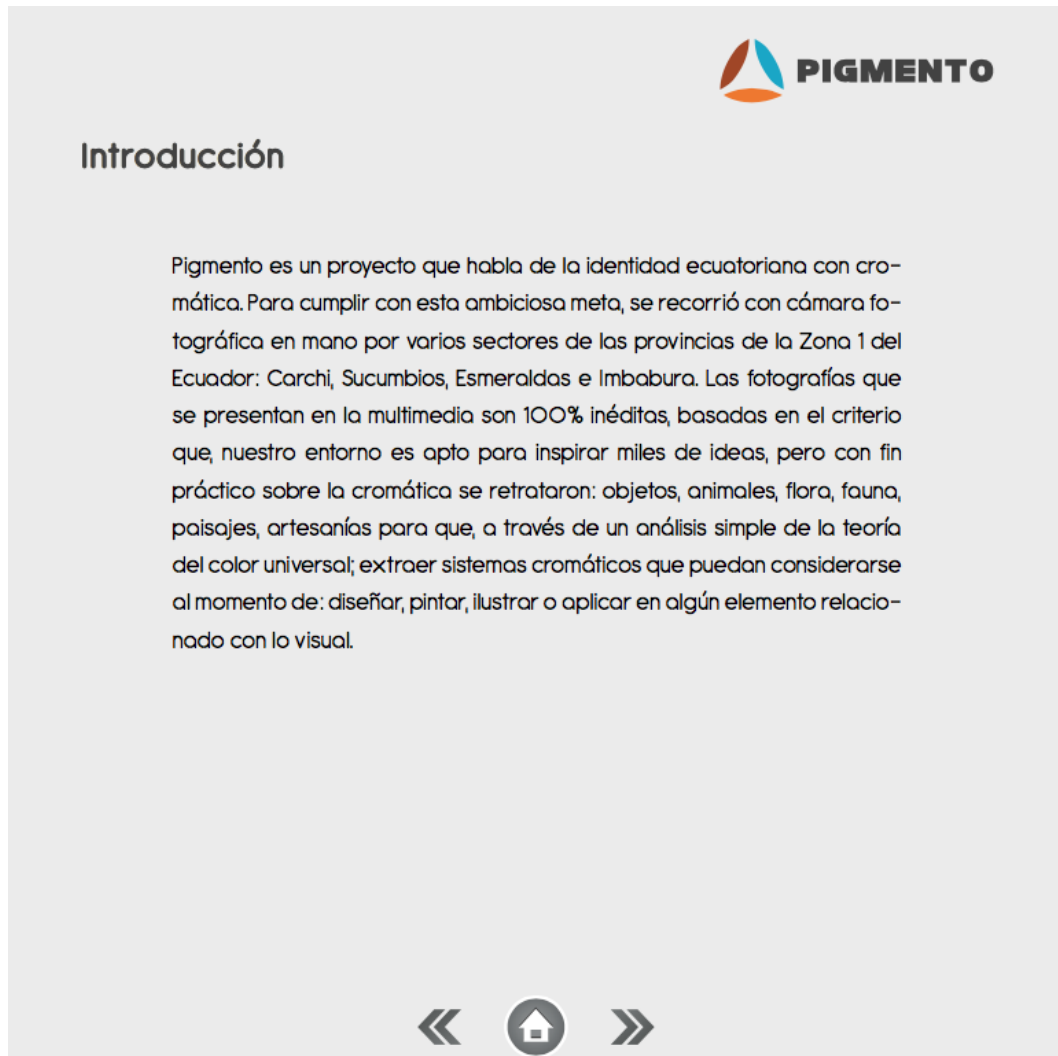 PIGMENTO
Introducción
Pigmento es un proyecto que habla de la identidad ecuatoriana con cro-
mática. Para cumplir con esta ambiciosa meta, se recorrió con cámara fo-
tográfica en mano por varios sectores de las provincias de la Zona 1 del
Ecuador: Carchi, Sucumbios, Esmeraldas e Imbabura. Las fotografías que
se presentan en la multimedia son 100% inéditas, basadas en el criterio
que, nuestro entorno es apto para inspirar miles de ideas, pero con fin
práctico sobre la cromática se retrataron: objetos, animales, flora, fauna,
paisajes, artesanías para que, a través de un análisis simple de la teoría
del color universal; extraer sistemas cromáticos que puedan considerarse
al momento de: diseñar, pintar, ilustrar o aplicar en algún elemento relacio-
nado con lo visual.